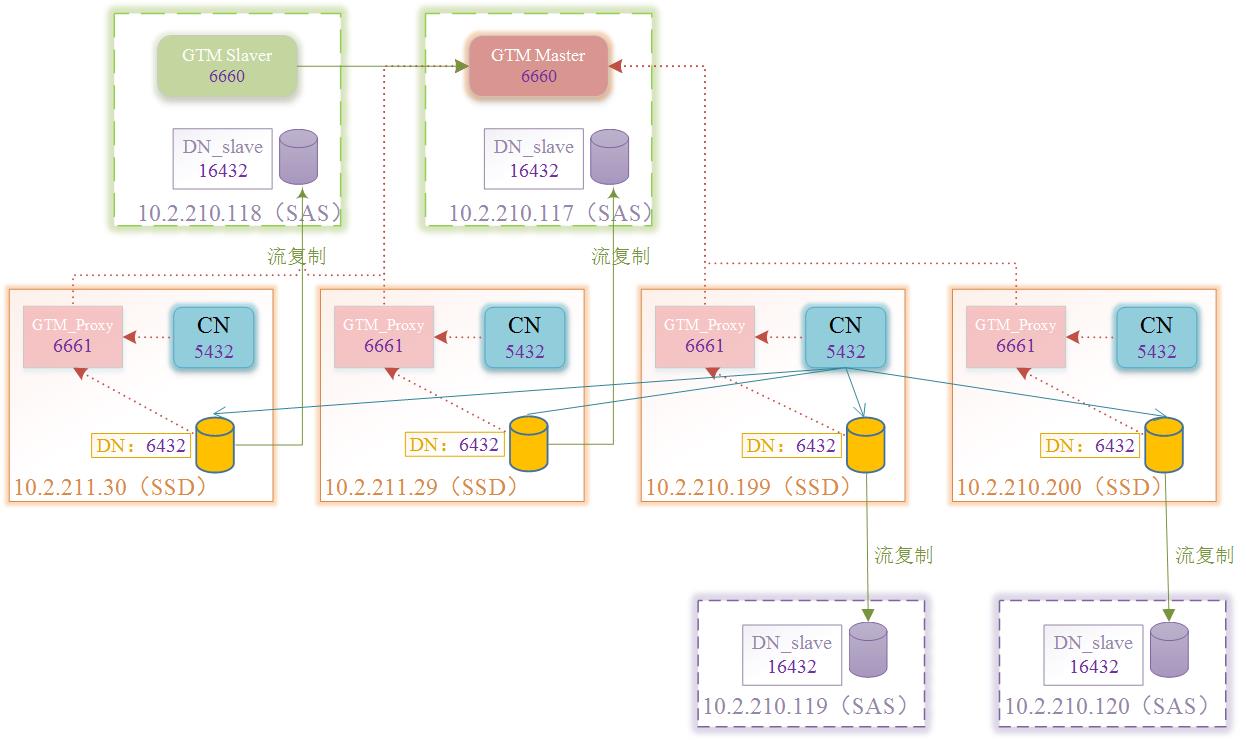 GTM Slaver
6660
GTM Master
6660
DN_slave
16432
DN_slave
16432
10.2.210.118（SAS）
10.2.210.117（SAS）
流复制
流复制
GTM_Proxy
6661
CN
5432
GTM_Proxy
6661
CN
5432
GTM_Proxy
6661
CN
5432
GTM_Proxy
6661
CN
5432
DN：6432
DN：6432
DN：6432
DN：6432
10.2.211.30（SSD）
10.2.211.29（SSD）
10.2.210.199（SSD）
10.2.210.200（SSD）
流复制
流复制
DN_slave
16432
DN_slave
16432
10.2.210.119（SAS）
10.2.210.120（SAS）